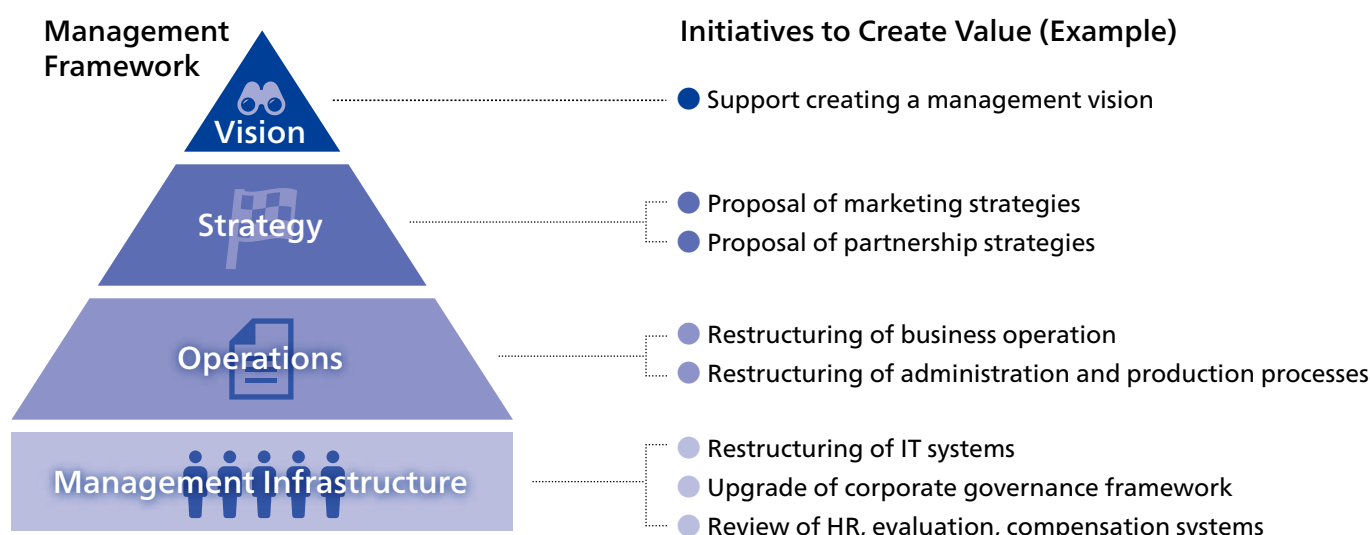 Management
Framework
Initiatives to Create Value (Example)
Vision
Support creating a management vision
Strategy
Proposal of marketing strategies
Proposal of partnership strategies
Operations
Restructuring of business operation
Restructuring of administration and production processes
Management Infrastructure
Restructuring of IT systems
Upgrade of corporate governance framework
Review of HR, evaluation, compensation systems